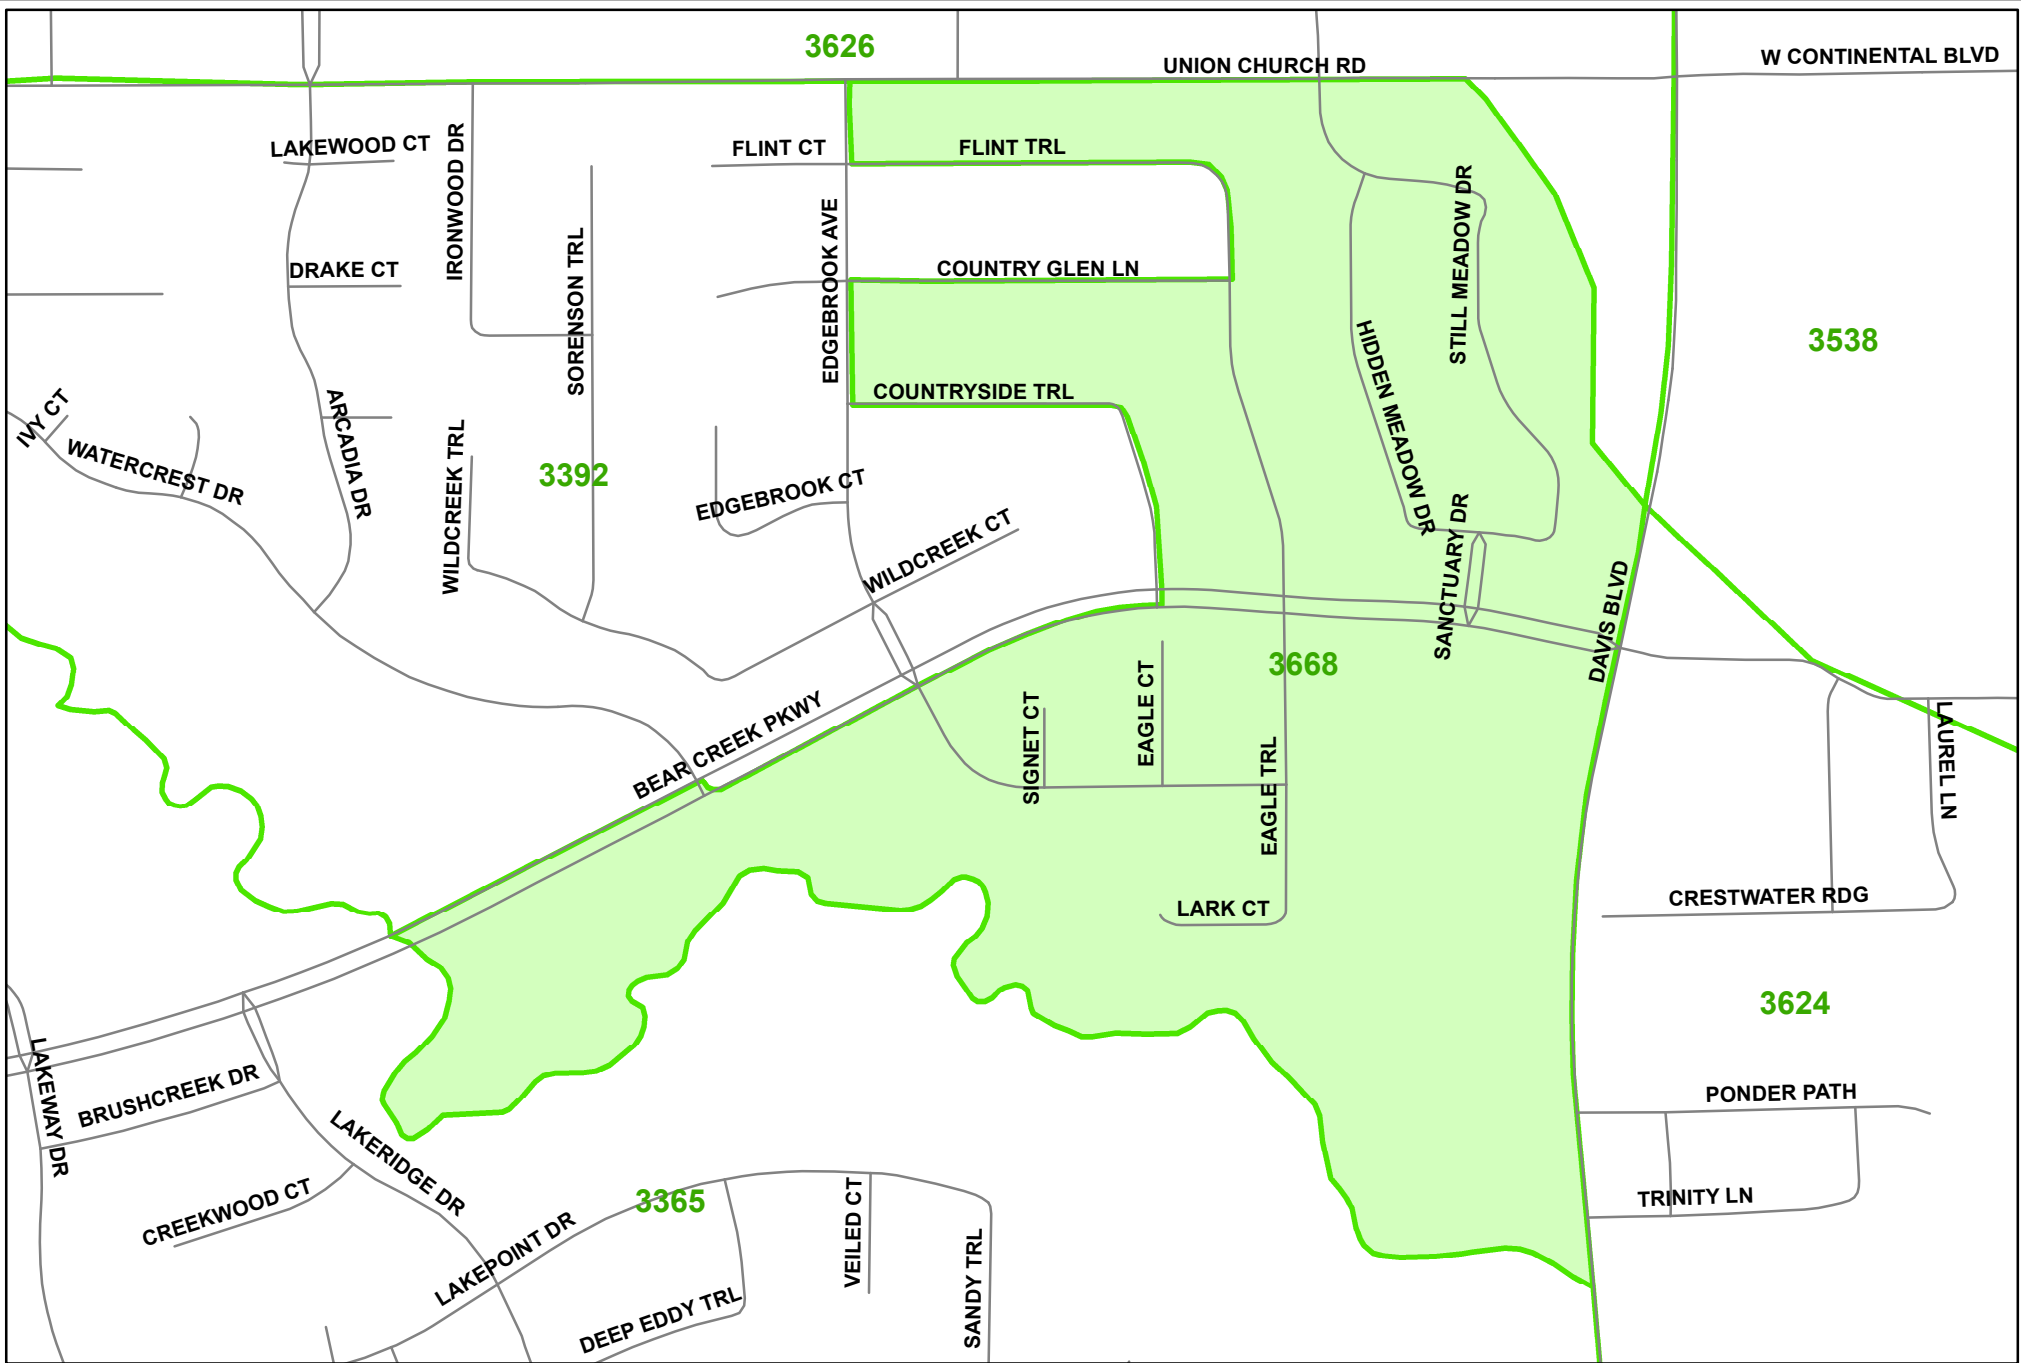 3626
UNION CHURCH RD
W CONTINENTAL BLVD
LAKEWOOD CT
IRONWOOD DR
FLINT CT
FLINT TRL
STILL MEADOW DR
EDGEBROOK AVE
SORENSON TRL
DRAKE CT
COUNTRY GLEN LN
3538
HIDDEN MEADOW DR
COUNTRYSIDE TRL
IVY CT
WATERCREST DR
ARCADIA DR
WILDCREEK TRL
3392
EDGEBROOK CT
WILDCREEK CT
SANCTUARY DR
DAVIS BLVD
3668
EAGLE CT
SIGNET CT
BEAR CREEK PKWY
EAGLE TRL
LAUREL LN
CRESTWATER RDG
LARK CT
3624
LAKEWAY DR
BRUSHCREEK DR
PONDER PATH
LAKERIDGE DR
CREEKWOOD CT
3365
TRINITY LN
LAKEPOINT DR
VEILED CT
SANDY TRL
DEEP EDDY TRL